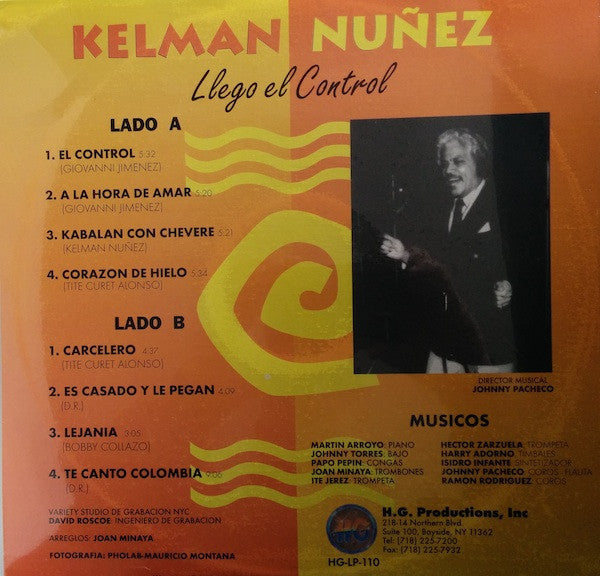 KELMAN NUÑEZ
Llego el Control
LADO A
1. EL CONTROL 5:32
(GIOVANNI JIMENEZ)
2. A LA HORA DE AMAR 5:20
(GIOVANNI JIMENEZ)
3. KABALAN CON CHEVERE 5:21
(KELMAN NUÑEZ)
4. CORAZON DE HIELO 5:34
(TITE CURET ALONSO)
LADO B
1. CARCELERO 4:37
(TITE CURET ALONSO)
2. ES CASADO Y LE PEGAN 4:09
(D.R.)
3. LEJANIA 3:05
(BOBBY COLLAZO)
4. TE CANTO COLOMBIA 9:06
(D.R.)
VARIETY STUDIO DE GRABACION NYC
DAVID ROSCOE: INGENIERO DE GRABACION
ARREGLOS: JOAN MINAYA
FOTOGRAFIA: PHOLAB-MAURICIO MONTANA
DIRECTOR MUSICAL
JOHNNY PACHECO
MUSICOS
MARTIN ARROYO: PIANO
JOHNNY TORRES: BAJO
PAPO PEPIN: CONGAS
JOAN MINAYA: TROMBONES
ITE JEREZ: TROMPETA
HECTOR ZARZUELA: TROMPETA
HARRY ADORNO: TIMBALES
ISIDRO INFANTE: SINTETIZADOR
JOHNNY PACHECO: COROS - FLAUTA
RAMON RODRIGUEZ: COROS
H.G. Productions, Inc
218-14 Northern Blvd
Suite 100, Bayside, NY 11362
Tel: (718) 225-7200
Fax: (718) 225-7932
HG-LP-110